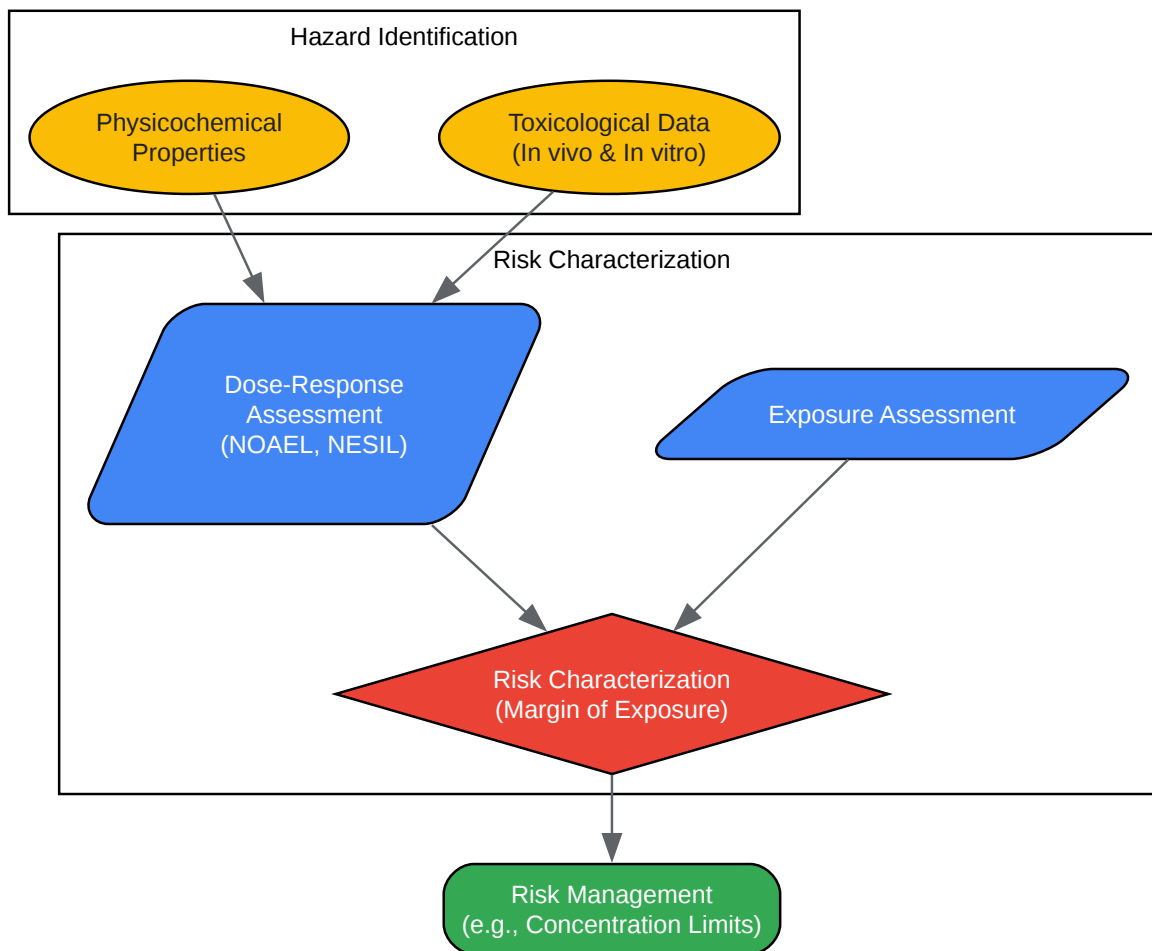 Hazard Identification
Physicochemical
Properties
Toxicological Data
(In vivo & In vitro)
Risk Characterization
Dose-Response
Assessment
(NOAEL, NESIL)
Exposure Assessment
Risk Characterization
(Margin of Exposure)
Risk Management
(e.g., Concentration Limits)